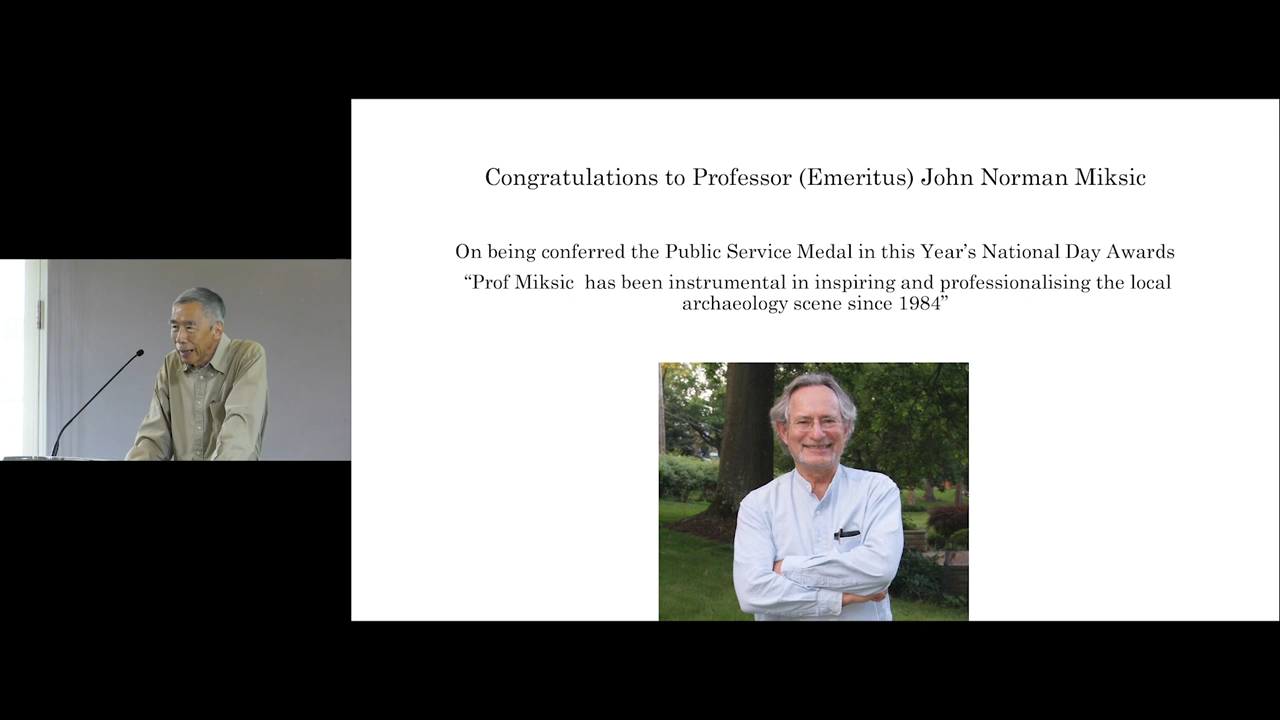 Congratulations to Professor (Emeritus) John Norman Miksic
On being conferred the Public Service Medal in this Year’s National Day Awards
“Prof Miksic  has been instrumental in inspiring and professionalising the local
archaeology scene since 1984”